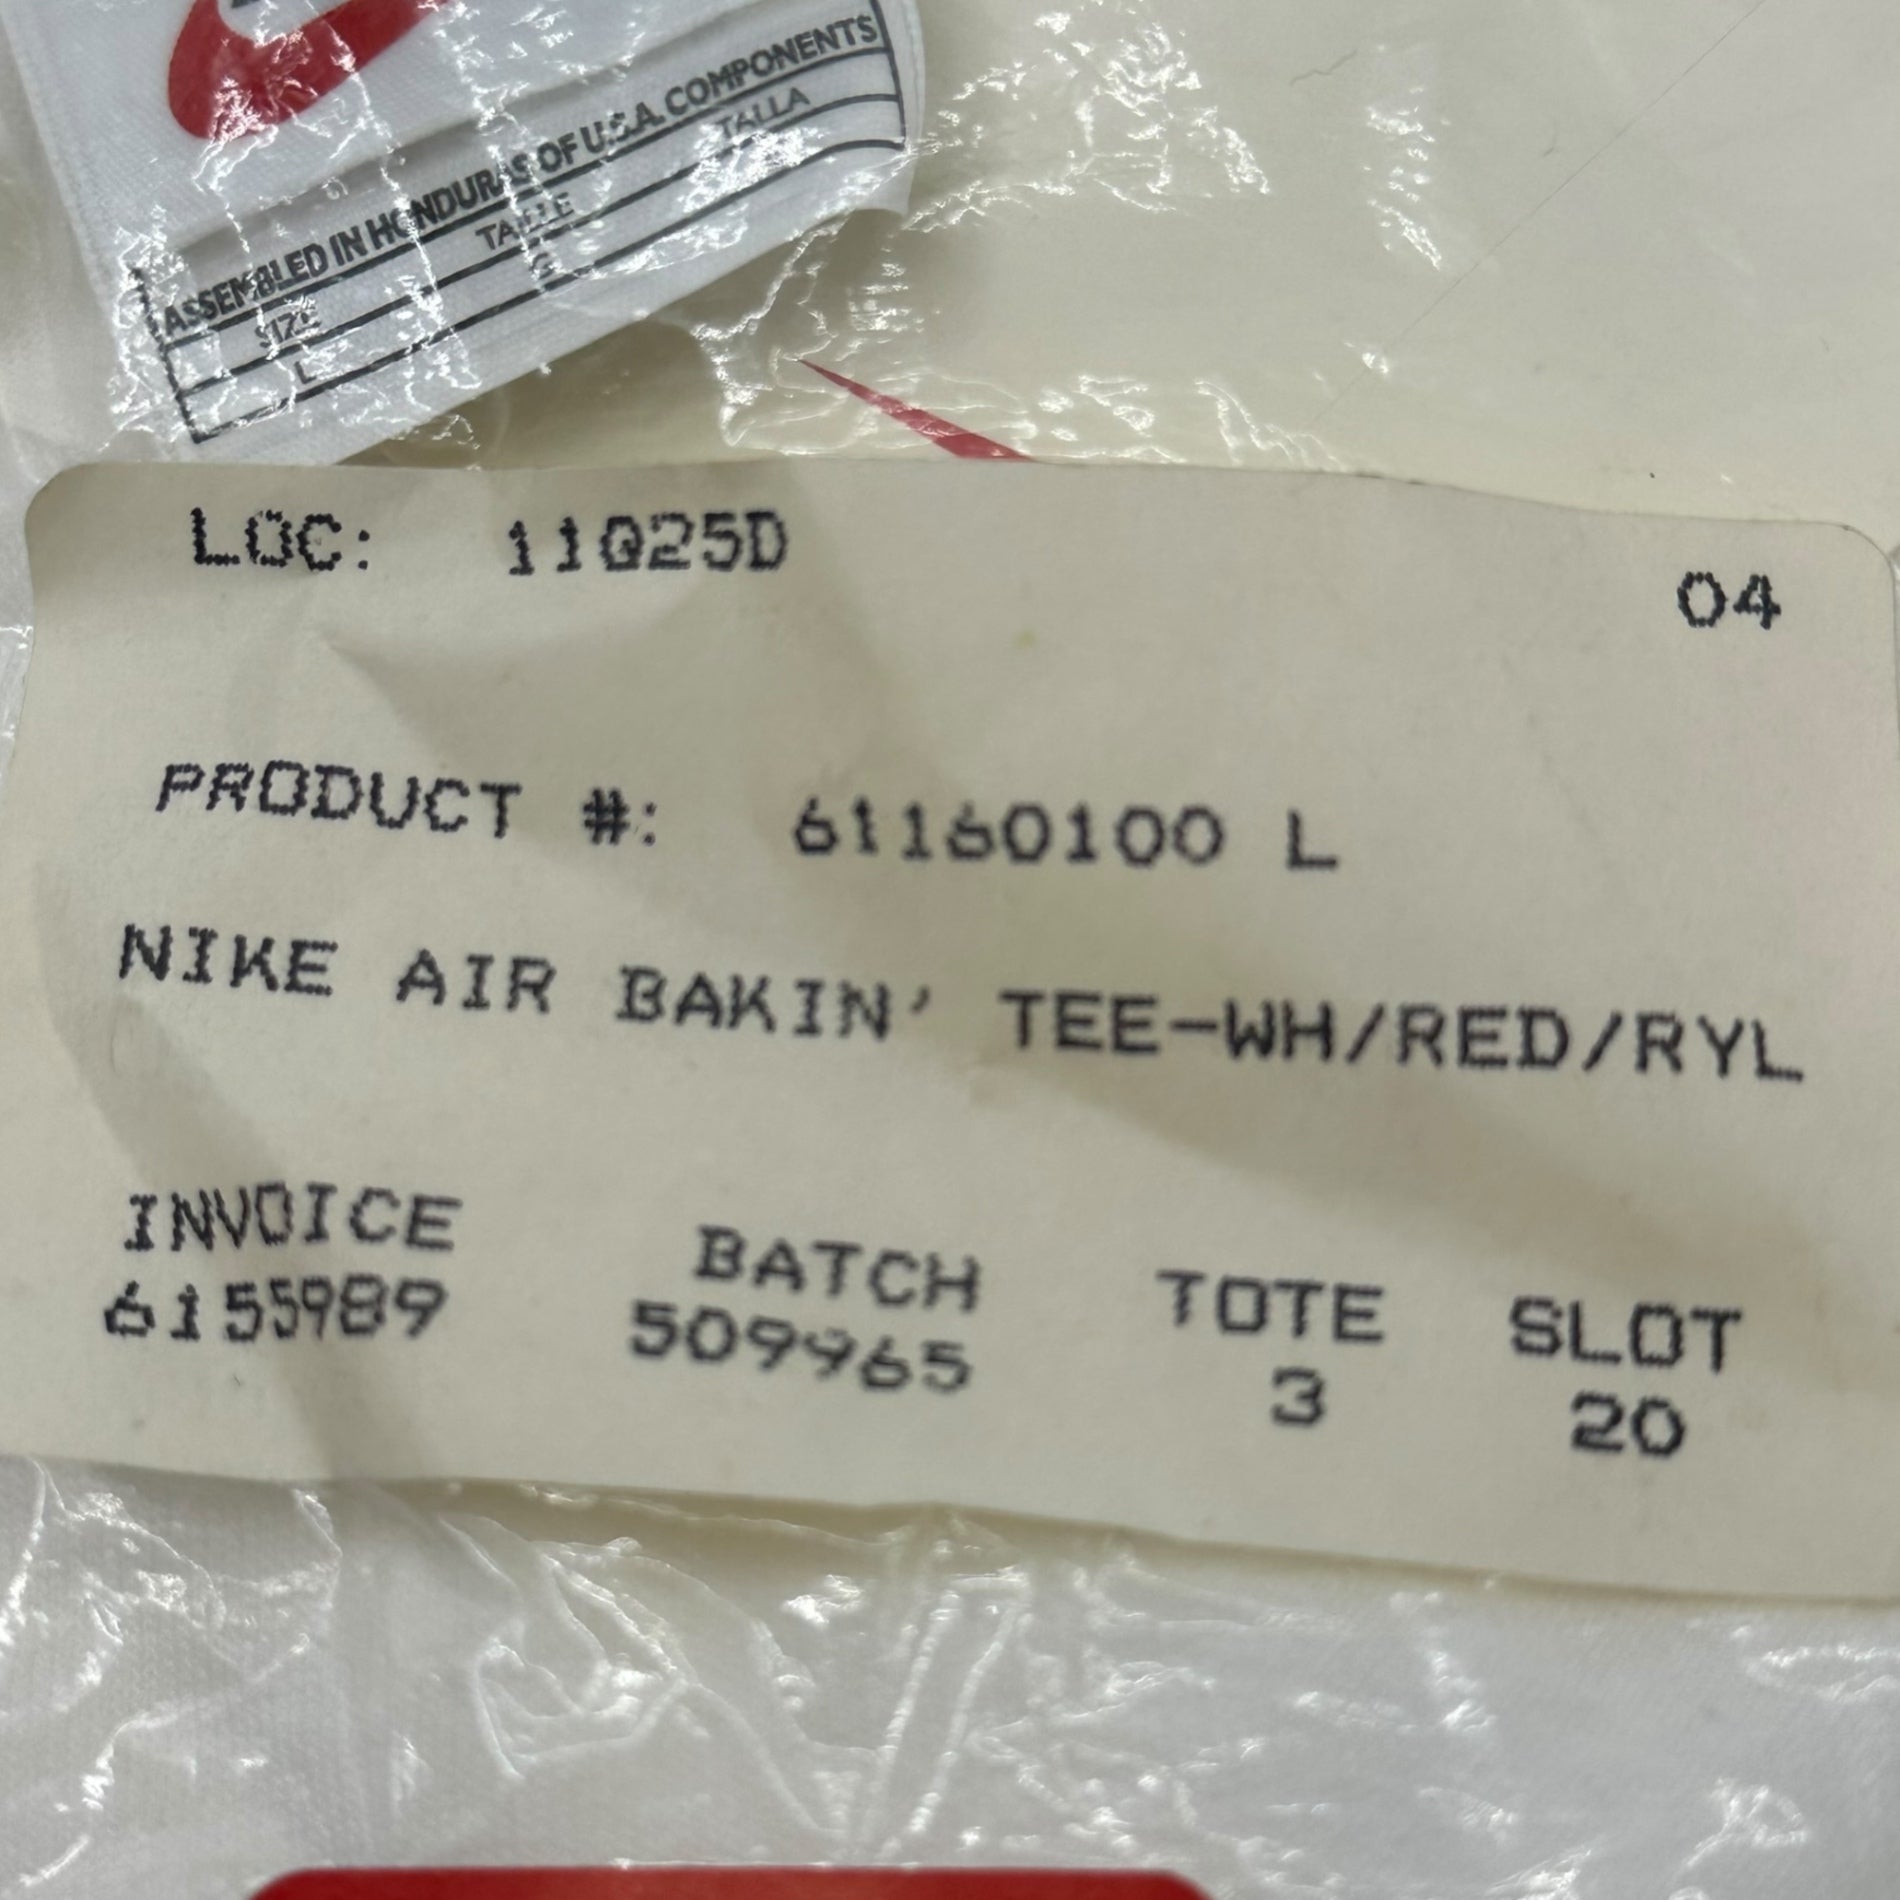 ASSEMBLED IN HONDURAS OF U.S.A. COMPONENTS
SIZE TAILLE TALLA
L G
LOC: 11Q25D
04
PRODUCT #: 61160100 L
NIKE AIR BAKIN' TEE-WH/RED/RYL
INVOICE BATCH TOTE SLOT
6155989 509965 3 20